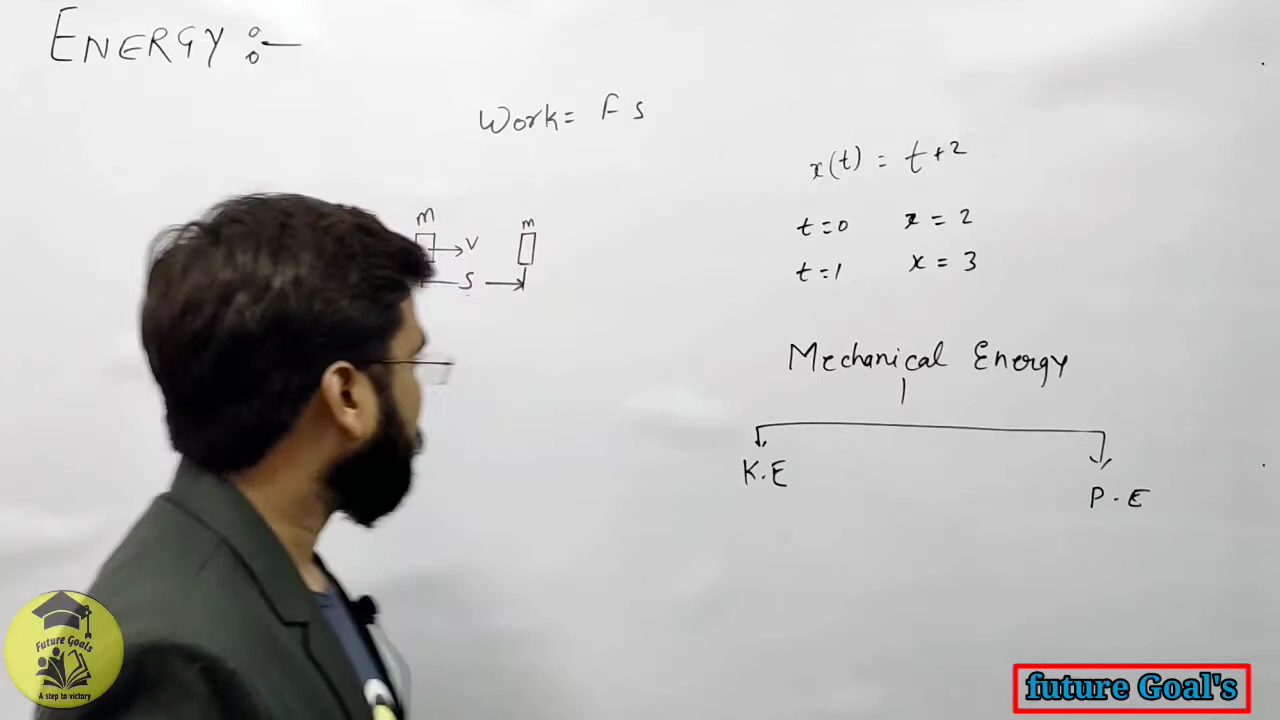 ENERGY :-
Work = F s
x(t) = t+2
t=0 x = 2
t=1 x = 3
m m
V
S
Mechanical Energy
K.E
P.E
Future Goals
A step to victory
future Goal's